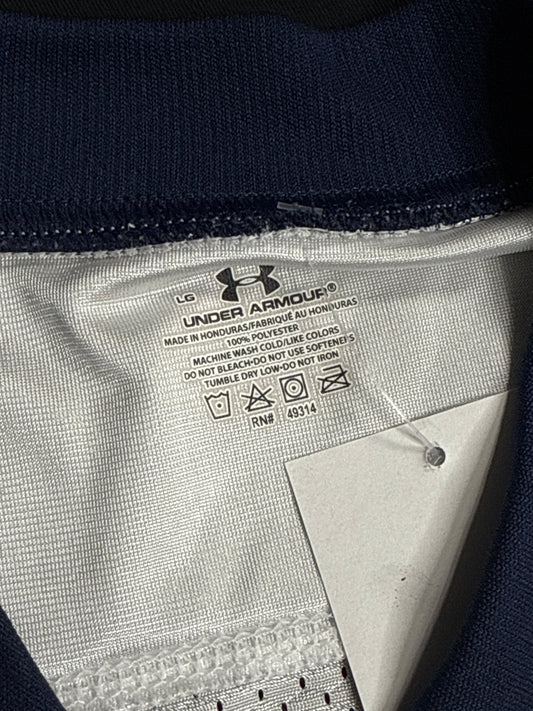 LG
UNDER ARMOUR®
MADE IN HONDURAS/FABRIQUÉ AU HONDURAS
100% POLYESTER
MACHINE WASH COLD/LIKE COLORS
DO NOT BLEACH•DO NOT USE SOFTENERS
TUMBLE DRY LOW•DO NOT IRON
RN# 49314